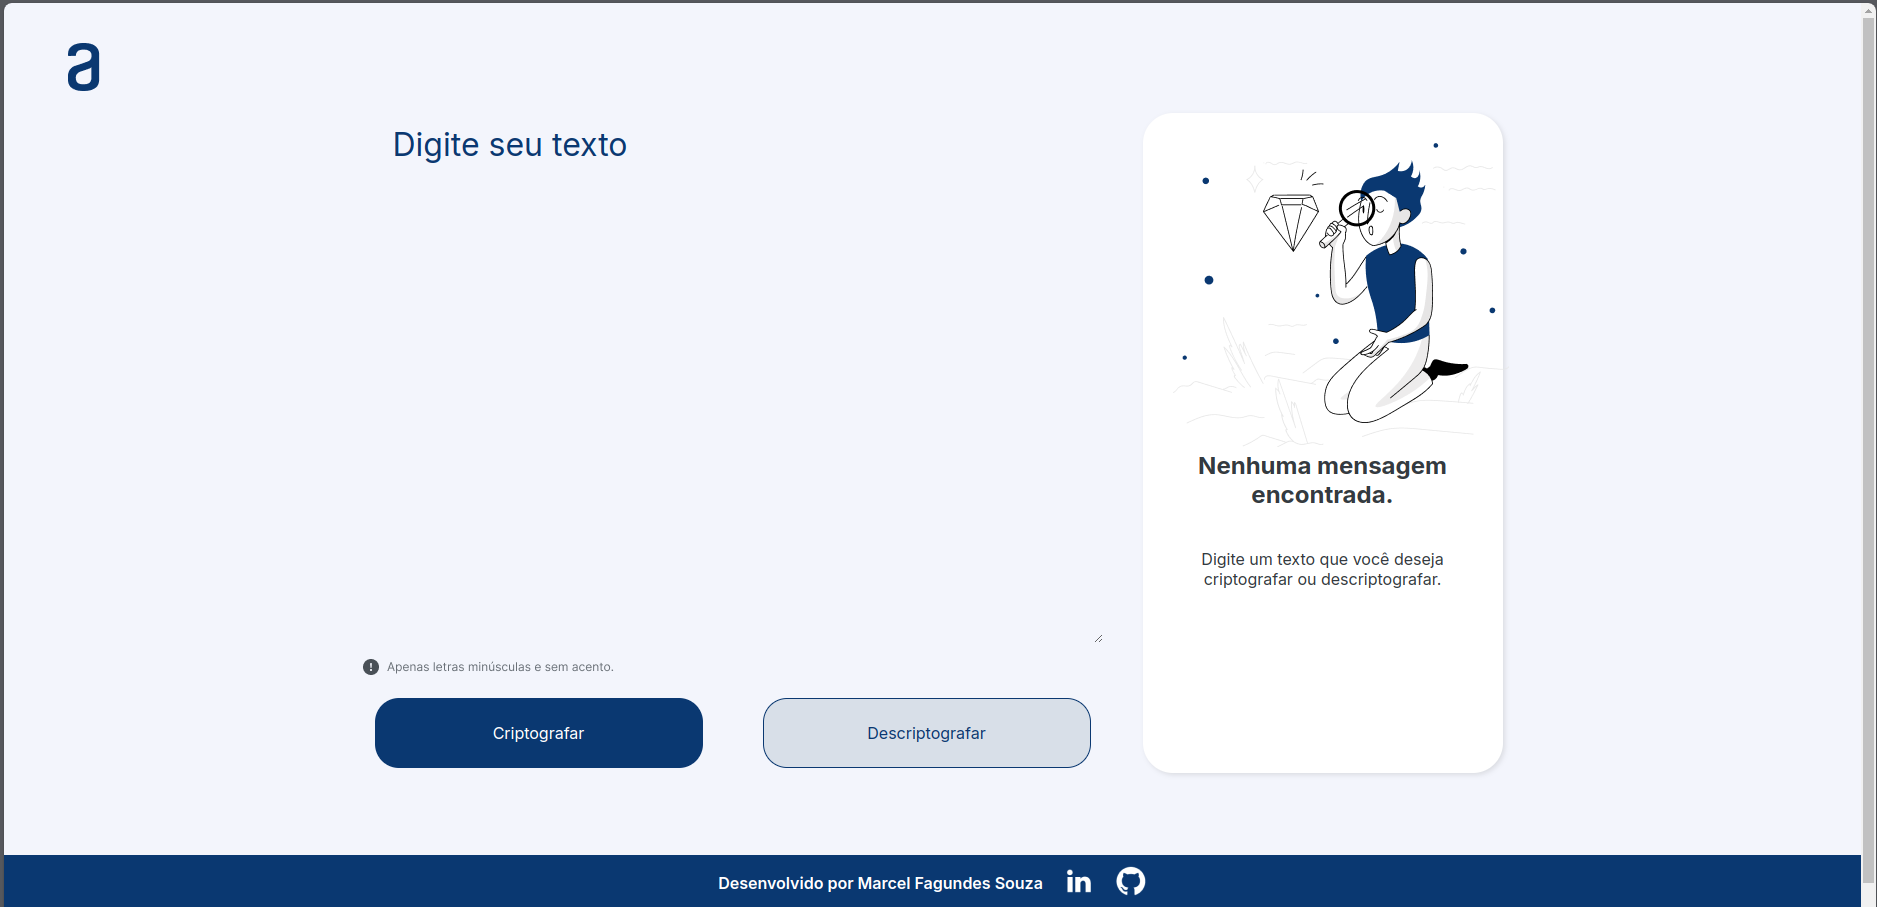 a
Digite seu texto
Nenhuma mensagem
encontrada.
Digite um texto que você deseja
criptografar ou descriptografar.
Apenas letras minúsculas e sem acento.
Criptografar
Descriptografar
Desenvolvido por Marcel Fagundes Souza
in